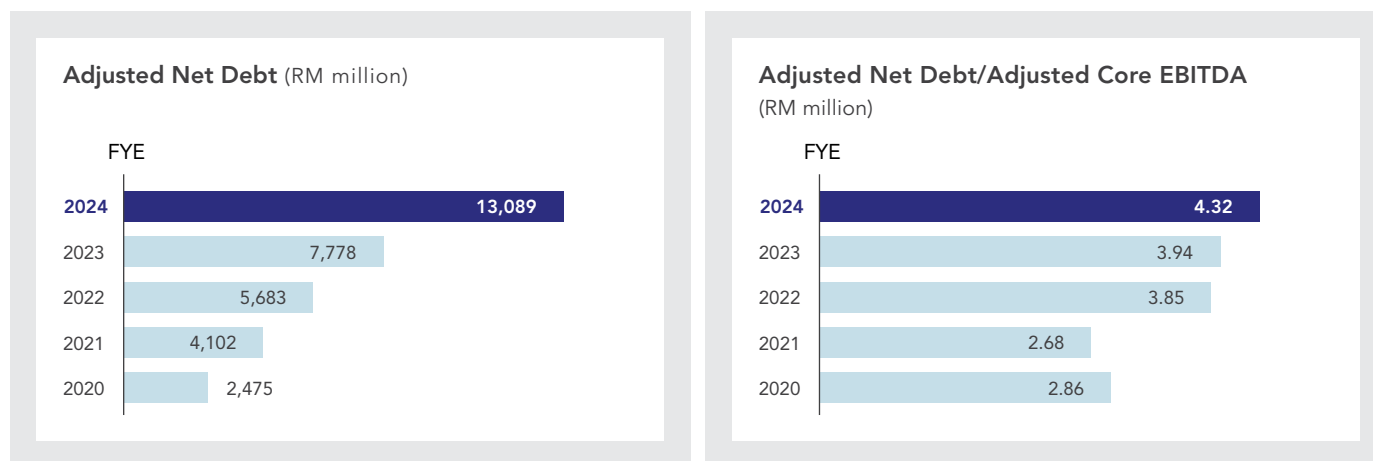 Adjusted Net Debt (RM million)
FYE
2024 13,089
2023 7,778
2022 5,683
2021 4,102
2020 2,475
Adjusted Net Debt/Adjusted Core EBITDA
(RM million)
FYE
2024 4.32
2023 3.94
2022 3.85
2021 2.68
2020 2.86